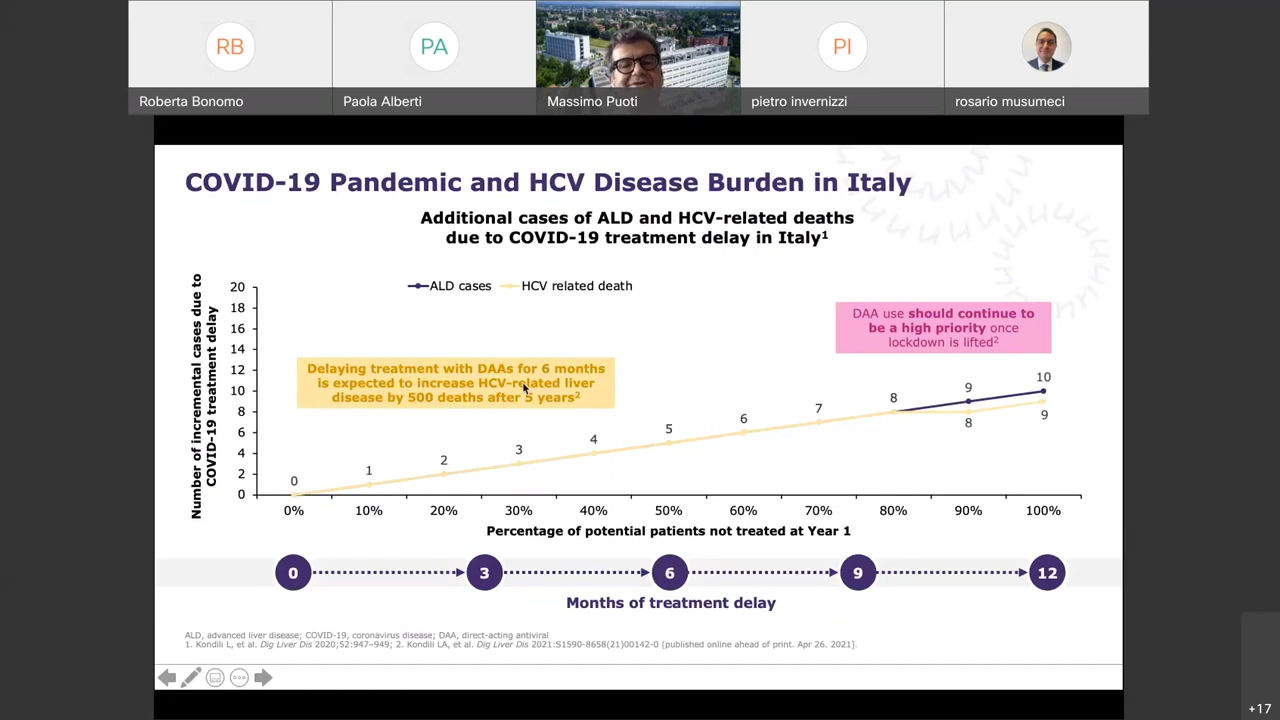 RB
PA
PI
Roberta Bonomo
Paola Alberti
Massimo Puoti
pietro invernizzi
rosario musumeci
COVID-19 Pandemic and HCV Disease Burden in Italy
Additional cases of ALD and HCV-related deaths
due to COVID-19 treatment delay in Italy¹
Number of incremental cases due to
COVID-19 treatment delay
20
18
16
14
12
10
8
6
4
2
0
ALD cases
HCV related death
DAA use should continue to
be a high priority once
lockdown is lifted²
Delaying treatment with DAAs for 6 months
is expected to increase HCV-related liver
disease by 500 deaths after 5 years²
0
1
2
3
4
5
6
7
8
9
10
8
9
0%
10%
20%
30%
40%
50%
60%
70%
80%
90%
100%
Percentage of potential patients not treated at Year 1
0
3
6
9
12
Months of treatment delay
ALD, advanced liver disease; COVID-19, coronavirus disease; DAA, direct-acting antiviral
1. Kondili L, et al. Dig Liver Dis 2020;52:947–949; 2. Kondili LA, et al. Dig Liver Dis 2021:S1590-8658(21)00142-0 [published online ahead of print. Apr 26. 2021].
+17